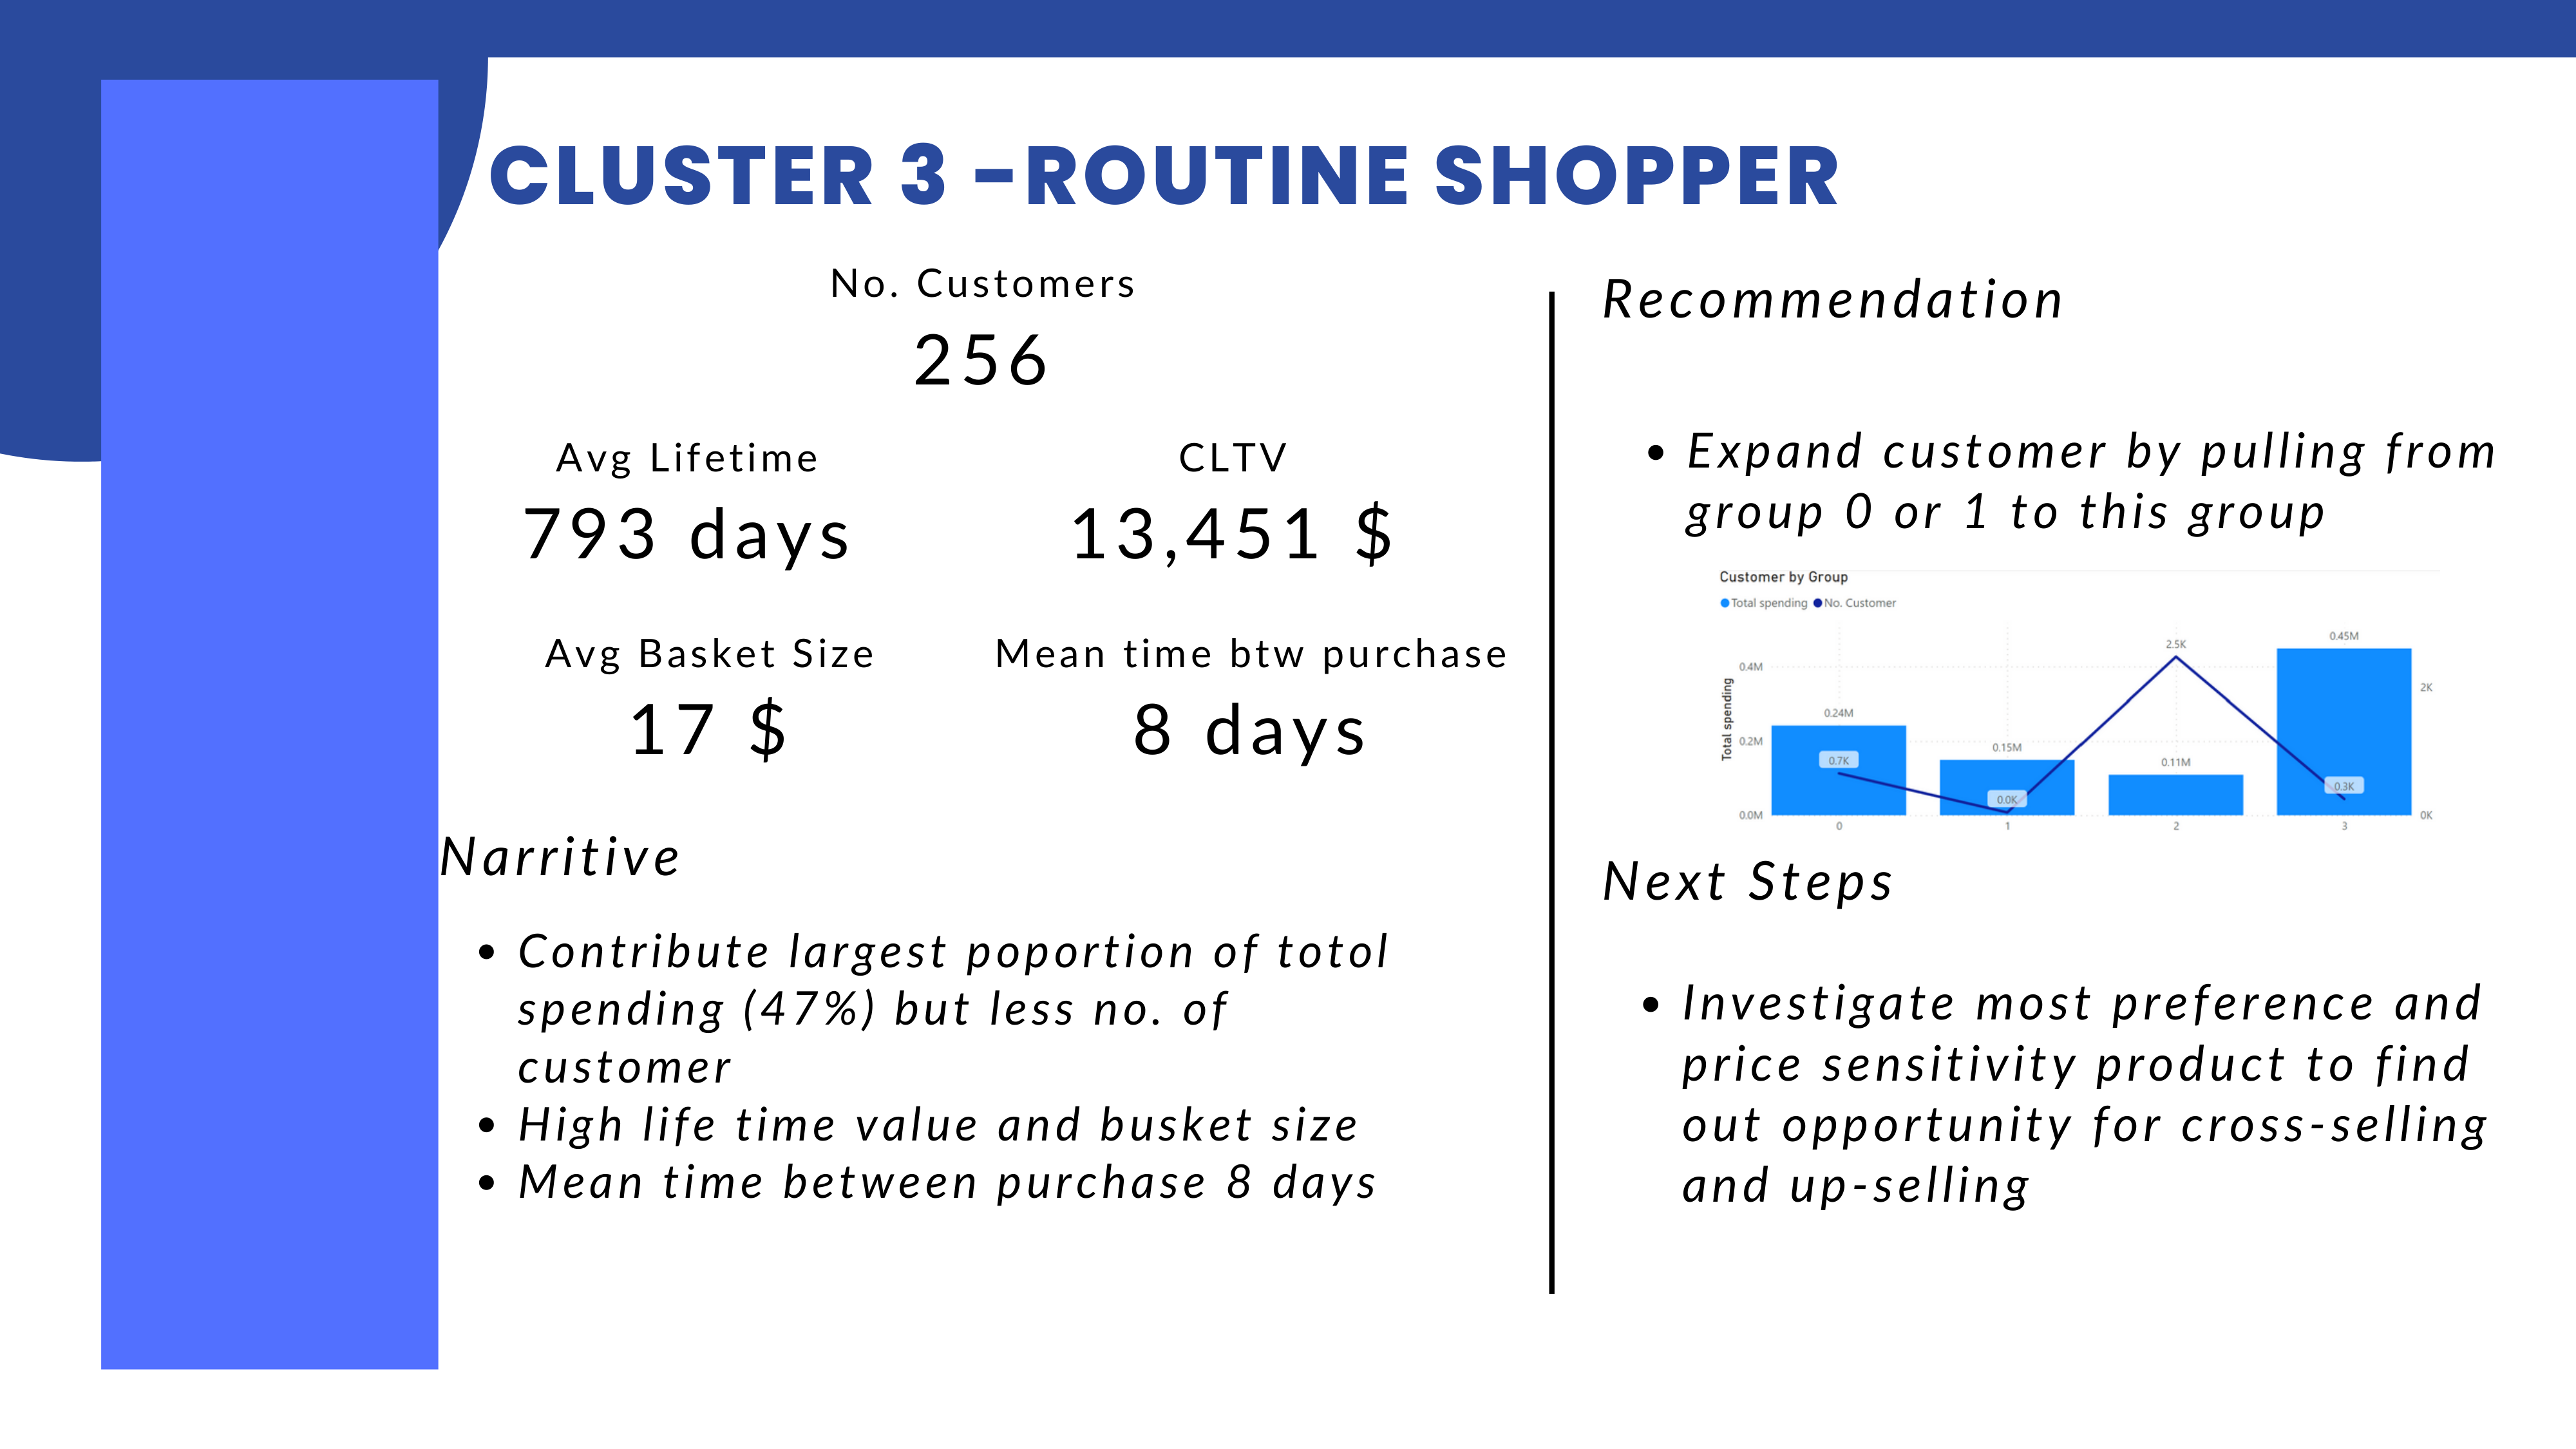 CLUSTER 3 –ROUTINE SHOPPER
No. Customers
256
Avg Lifetime
793 days
CLTV
13,451 $
Avg Basket Size
17 $
Mean time btw purchase
8 days
Narritive
Contribute largest poportion of totol
spending (47%) but less no. of
customer
High life time value and busket size
Mean time between purchase 8 days
Recommendation
Expand customer by pulling from
group 0 or 1 to this group
Customer by Group
Total spending No. Customer
Total spending
0.4M
0.2M
0.0M
0.24M
0.15M
0.11M
0.45M
0.7K
0.0K
2.5K
0.3K
2K
0K
0 1 2 3
Next Steps
Investigate most preference and
price sensitivity product to find
out opportunity for cross-selling
and up-selling